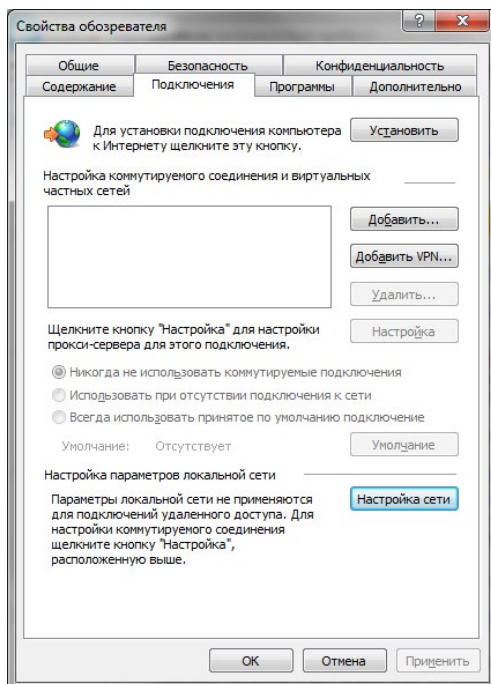 Свойства обозревателя
Общие
Безопасность
Конфиденциальность
Содержание
Подключения
Программы
Дополнительно
Для установки подключения компьютера
к Интернету щелкните эту кнопку.
Установить
Настройка коммутируемого соединения и виртуальных
частных сетей
Добавить...
Добавить VPN...
Удалить...
Щелкните кнопку "Настройка" для настройки
прокси-сервера для этого подключения.
Настройка
Никогда не использовать коммутируемые подключения
Использовать при отсутствии подключения к сети
Всегда использовать принятое по умолчанию подключение
Умолчание: Отсутствует
Умолчание
Настройка параметров локальной сети
Параметры локальной сети не применяются
для подключений удаленного доступа. Для
настройки коммутируемого соединения
щелкните кнопку "Настройка",
расположенную выше.
Настройка сети
ОК
Отмена
Применить